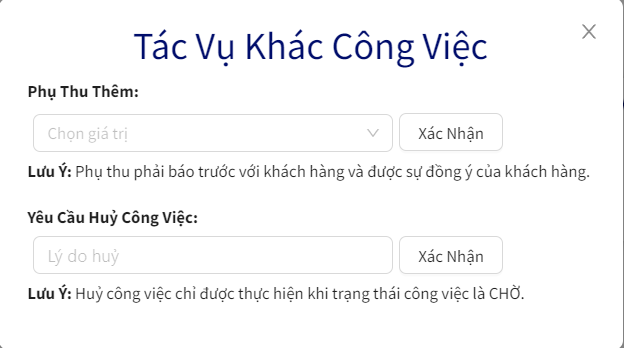 Tác Vụ Khác Công Việc
Phụ Thu Thêm:
Chọn giá trị
Xác Nhận
Lưu Ý: Phụ thu phải báo trước với khách hàng và được sự đồng ý của khách hàng.
Yêu Cầu Huỷ Công Việc:
Lý do huỷ
Xác Nhận
Lưu Ý: Huỷ công việc chỉ được thực hiện khi trạng thái công việc là CHỜ.